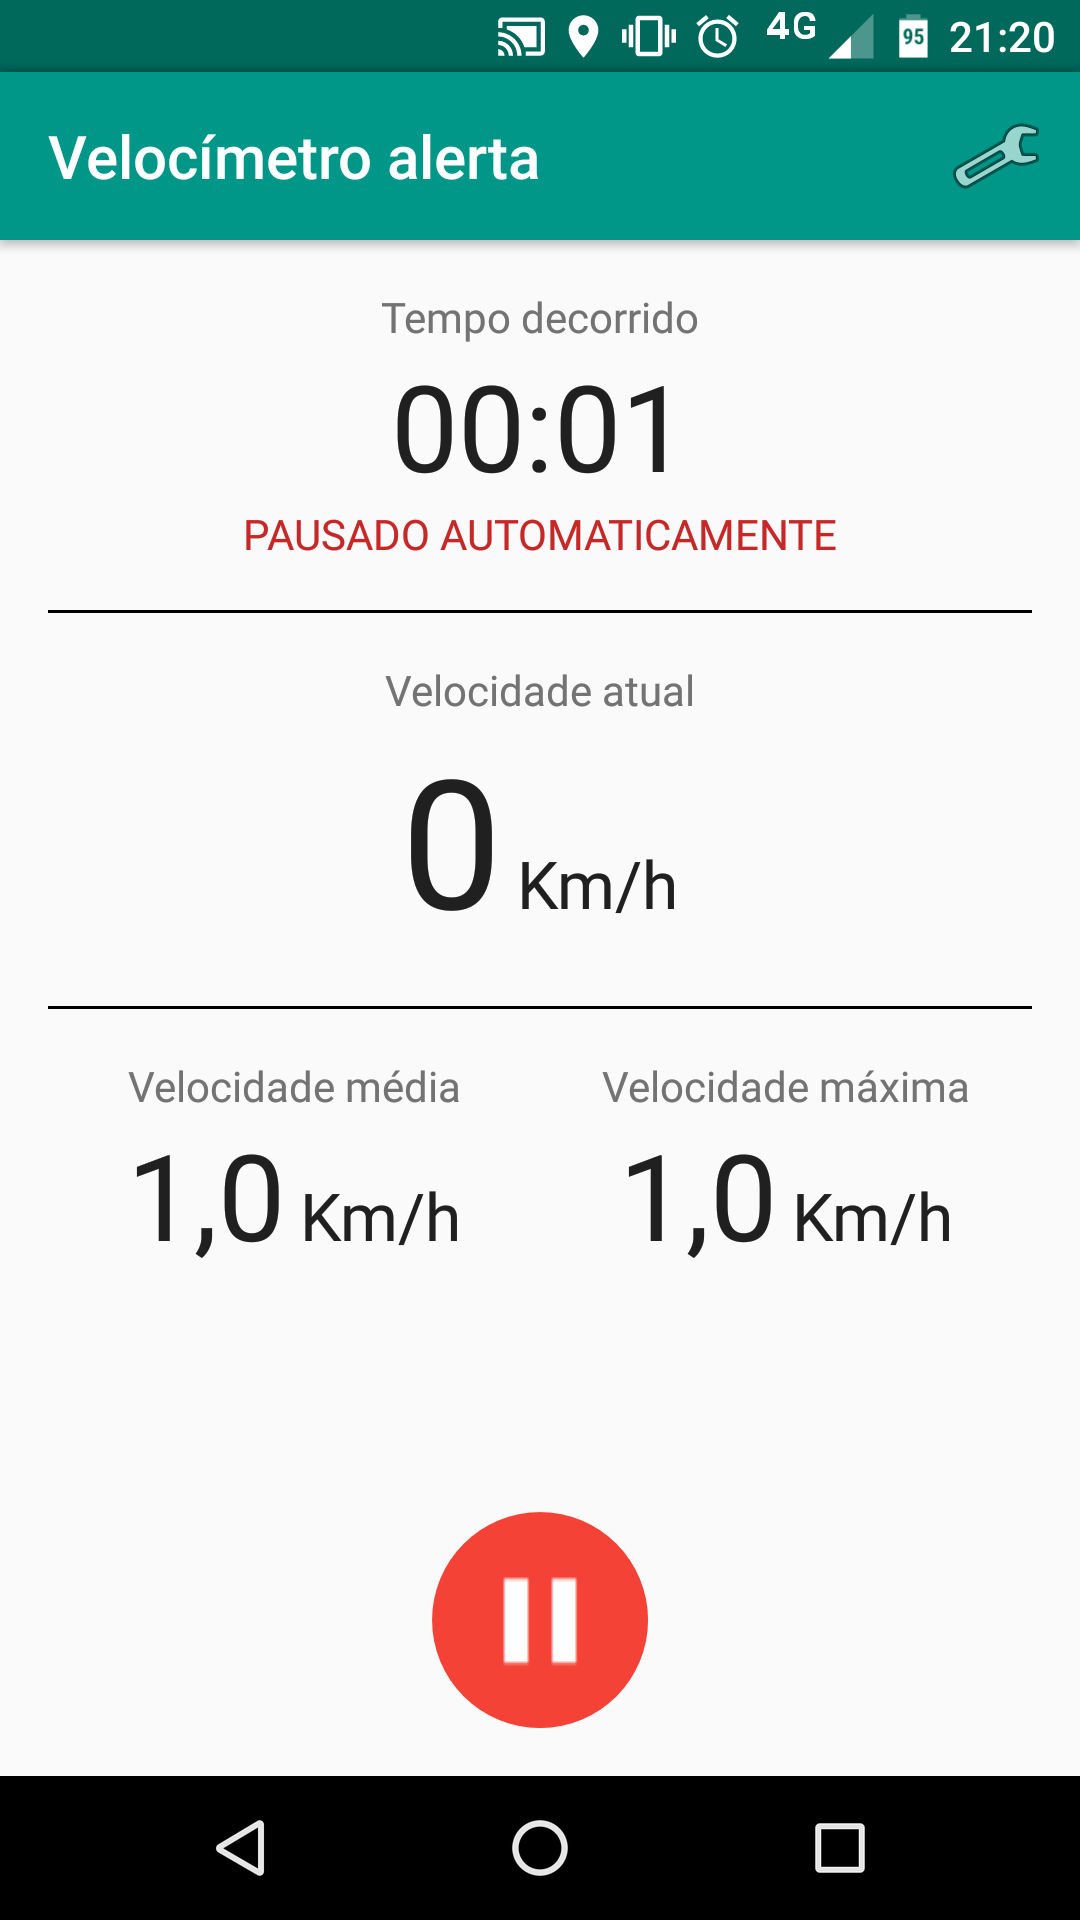 4G 95 21:20
Velocímetro alerta
Tempo decorrido
00:01
PAUSADO AUTOMATICAMENTE
Velocidade atual
0 Km/h
Velocidade média Velocidade máxima
1,0 Km/h 1,0 Km/h